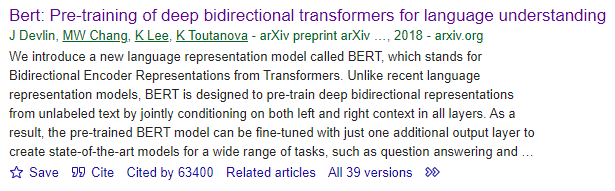 Bert: Pre-training of deep bidirectional transformers for language understanding
J Devlin, MW Chang, K Lee, K Toutanova - arXiv preprint arXiv …, 2018 - arxiv.org
We introduce a new language representation model called BERT, which stands for
Bidirectional Encoder Representations from Transformers. Unlike recent language
representation models, BERT is designed to pre-train deep bidirectional representations
from unlabeled text by jointly conditioning on both left and right context in all layers. As a
result, the pre-trained BERT model can be fine-tuned with just one additional output layer to
create state-of-the-art models for a wide range of tasks, such as question answering and …
Save Cite Cited by 63400 Related articles All 39 versions